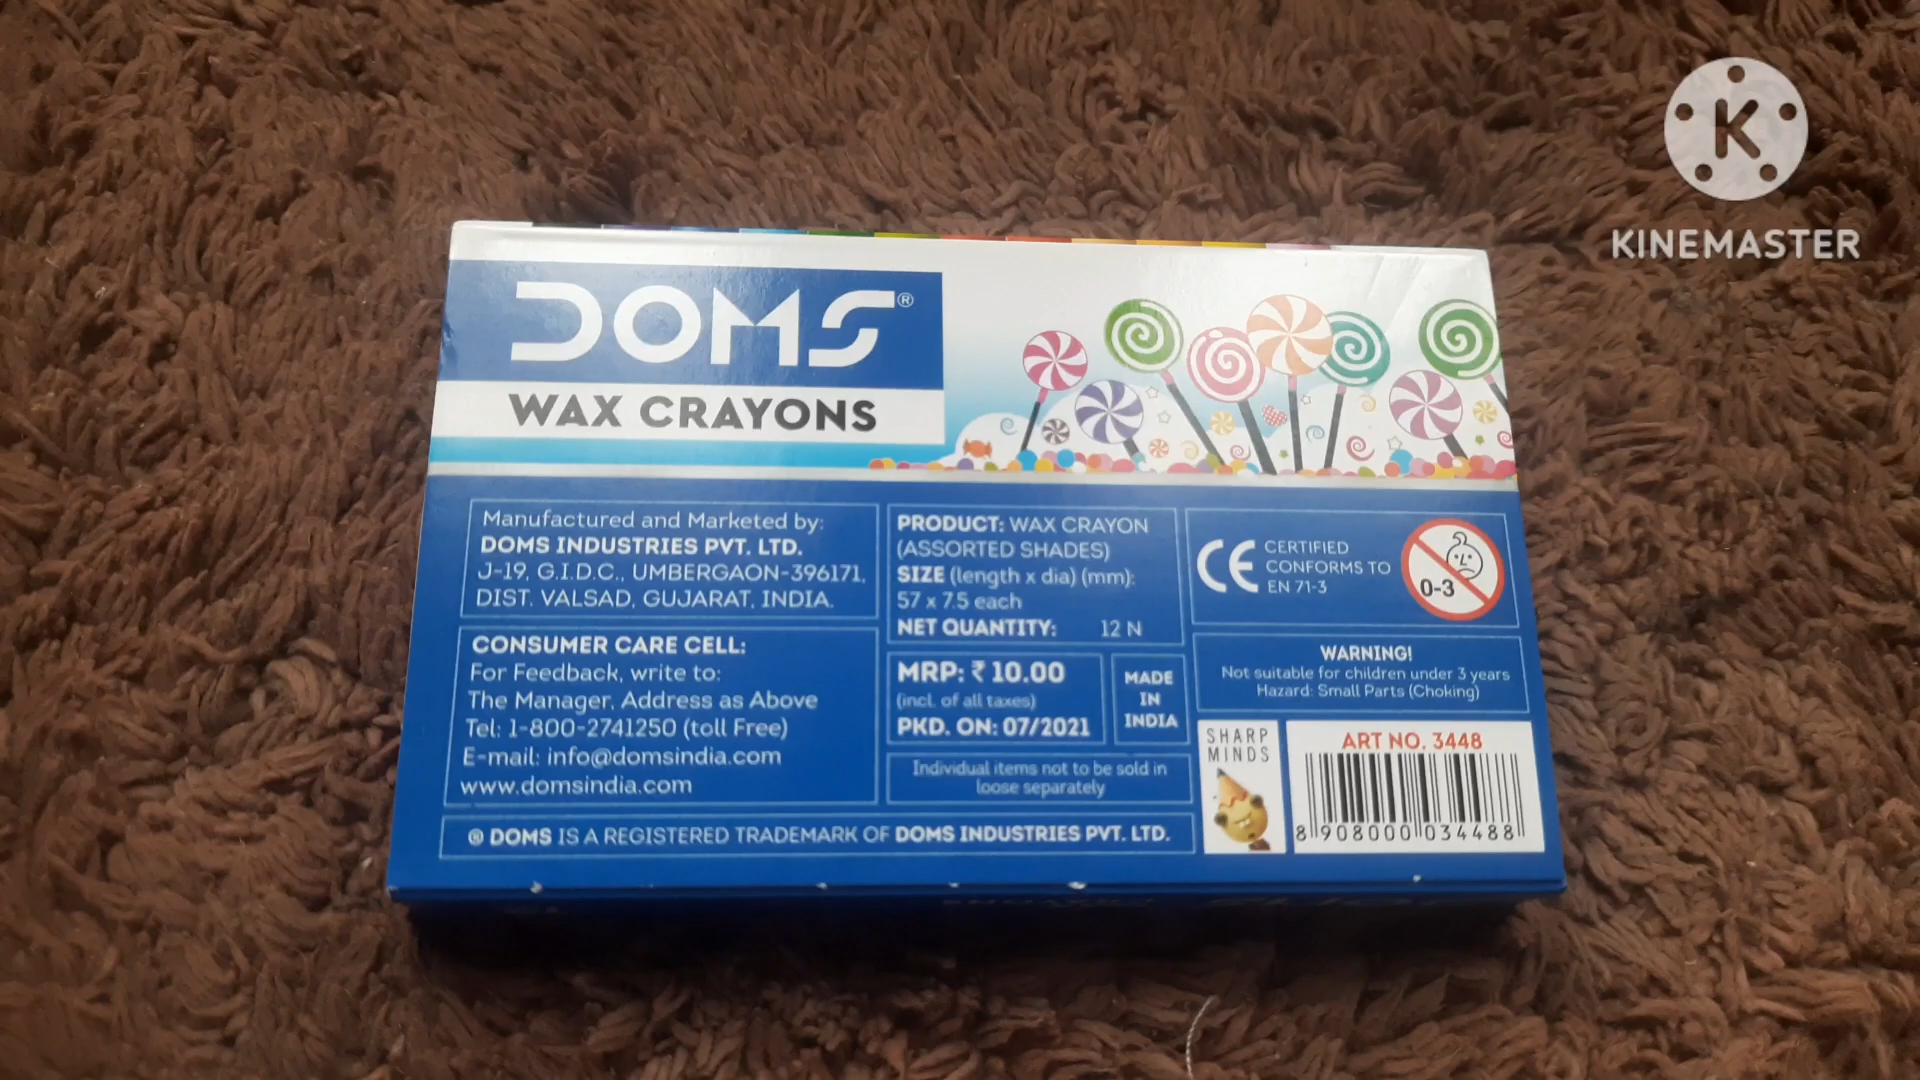 KINEMASTER
DOMS®
WAX CRAYONS
Manufactured and Marketed by:
DOMS INDUSTRIES PVT. LTD.
J-19, G.I.D.C., UMBERGAON-396171,
DIST. VALSAD, GUJARAT, INDIA.
CONSUMER CARE CELL:
For Feedback, write to:
The Manager, Address as Above
Tel: 1-800-2741250 (toll Free)
E-mail: info@domsindia.com
www.domsindia.com
PRODUCT: WAX CRAYON
(ASSORTED SHADES)
SIZE (length x dia) (mm):
57 x 7.5 each
NET QUANTITY: 12 N
MRP: ₹ 10.00
(incl. of all taxes)
PKD. ON: 07/2021
MADE
IN
INDIA
Individual items not to be sold in
loose separately
CE
CERTIFIED
CONFORMS TO
EN 71-3
0-3
WARNING!
Not suitable for children under 3 years
Hazard: Small Parts (Choking)
SHARP
MINDS
ART NO. 3448
8 908000 034488
® DOMS IS A REGISTERED TRADEMARK OF DOMS INDUSTRIES PVT. LTD.